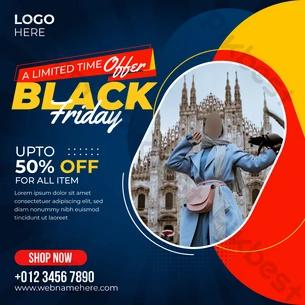 LOGO
HERE
A LIMITED TIME Offer
BLACK
Friday
UPTO
50% OFF
FOR ALL ITEM
Lorem ipsum dolor sit amet,
consectetuer adipiscing elit,
sed diam nonummy nibh
euismod tincidunt ut
SHOP NOW
+012 3456 7890
www.webnamehere.com